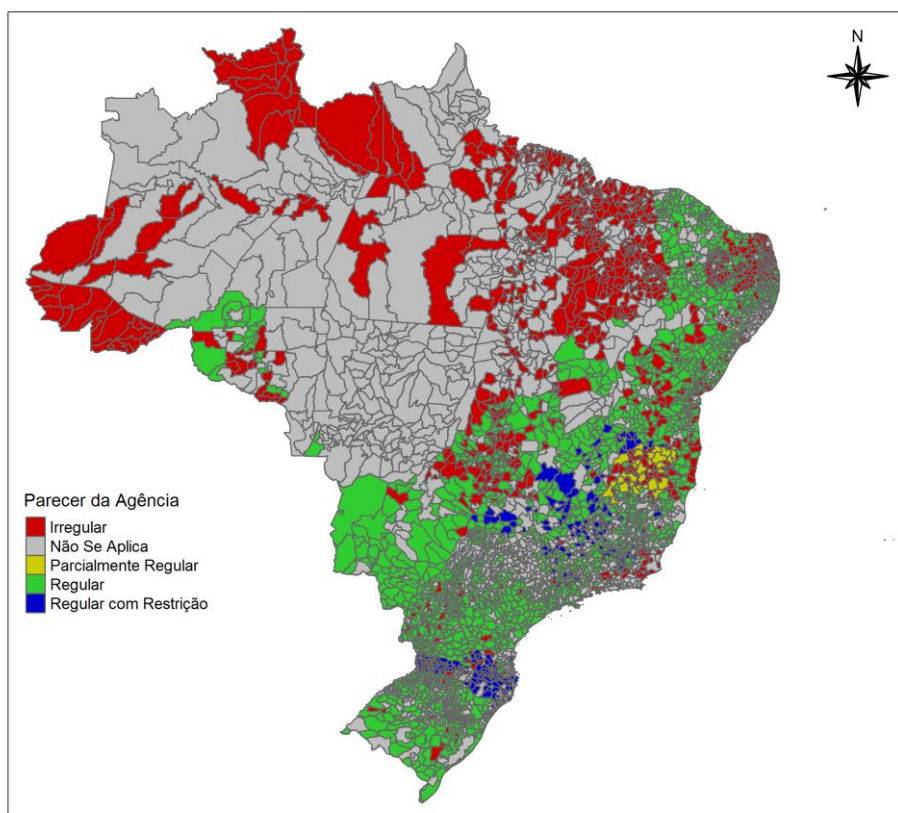 N
Parecer da Agência
Irregular
Não Se Aplica
Parcialmente Regular
Regular
Regular com Restrição